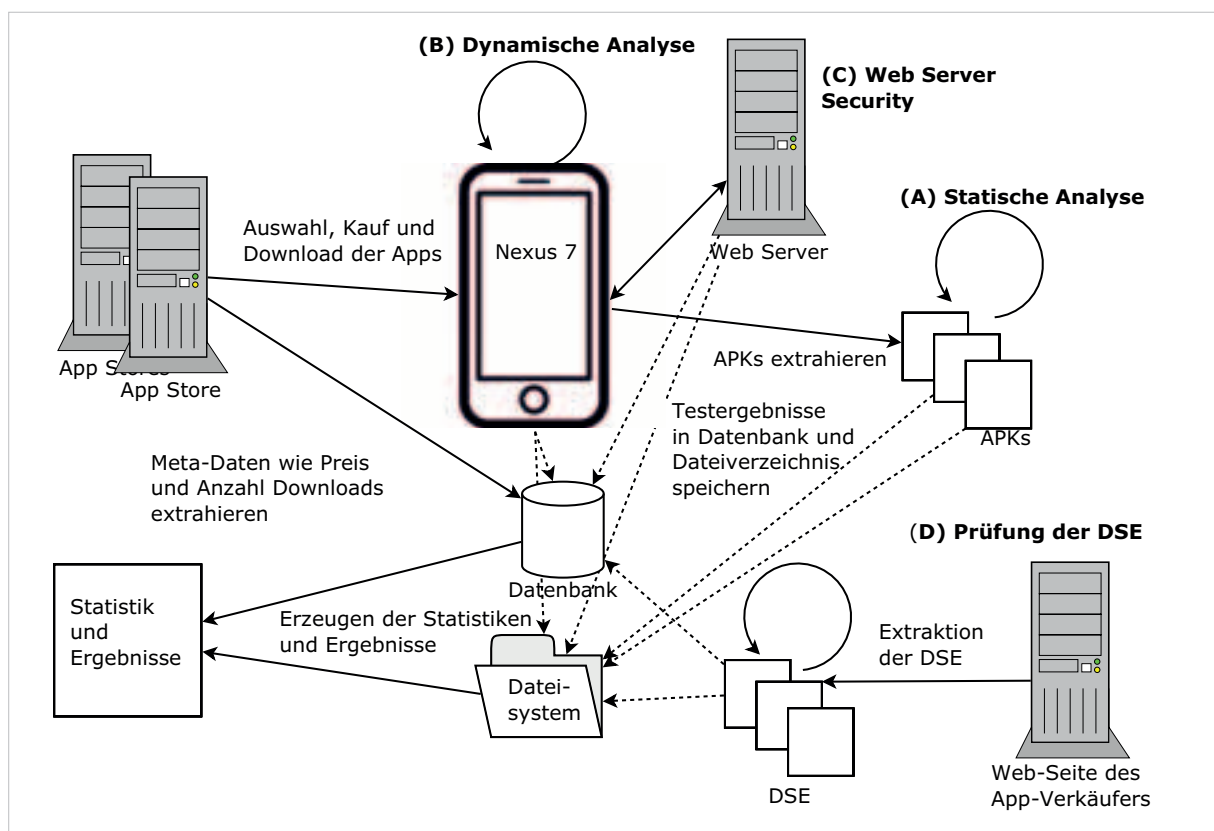 (B) Dynamische Analyse
(C) Web Server
Security
(A) Statische Analyse
Auswahl, Kauf und
Download der Apps
Nexus 7
Web Server
App Stores
App Store
APKs extrahieren
APKs
Testergebnisse
in Datenbank und
Dateiverzeichnis
speichern
Meta-Daten wie Preis
und Anzahl Downloads
extrahieren
(D) Prüfung der DSE
Datenbank
Statistik
und
Ergebnisse
Erzeugen der Statistiken
und Ergebnisse
Extraktion
der DSE
Datei-
system
DSE
Web-Seite des
App-Verkäufers